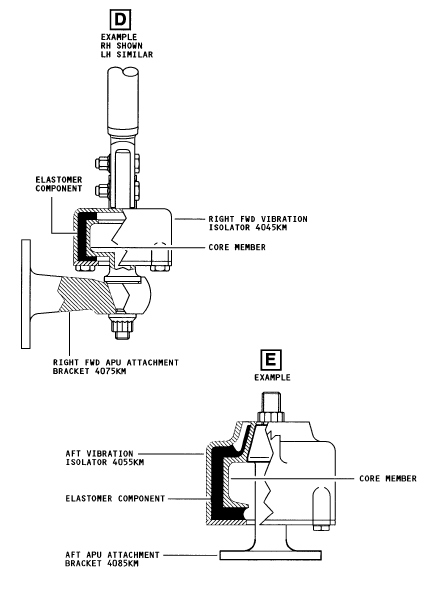 D
EXAMPLE
RH SHOWN
LH SIMILAR
ELASTOMER
COMPONENT
RIGHT FWD VIBRATION
ISOLATOR 4045KM
CORE MEMBER
RIGHT FWD APU ATTACHMENT
BRACKET 4075KM
E
EXAMPLE
AFT VIBRATION
ISOLATOR 4055KM
CORE MEMBER
ELASTOMER COMPONENT
AFT APU ATTACHMENT
BRACKET 4085KM